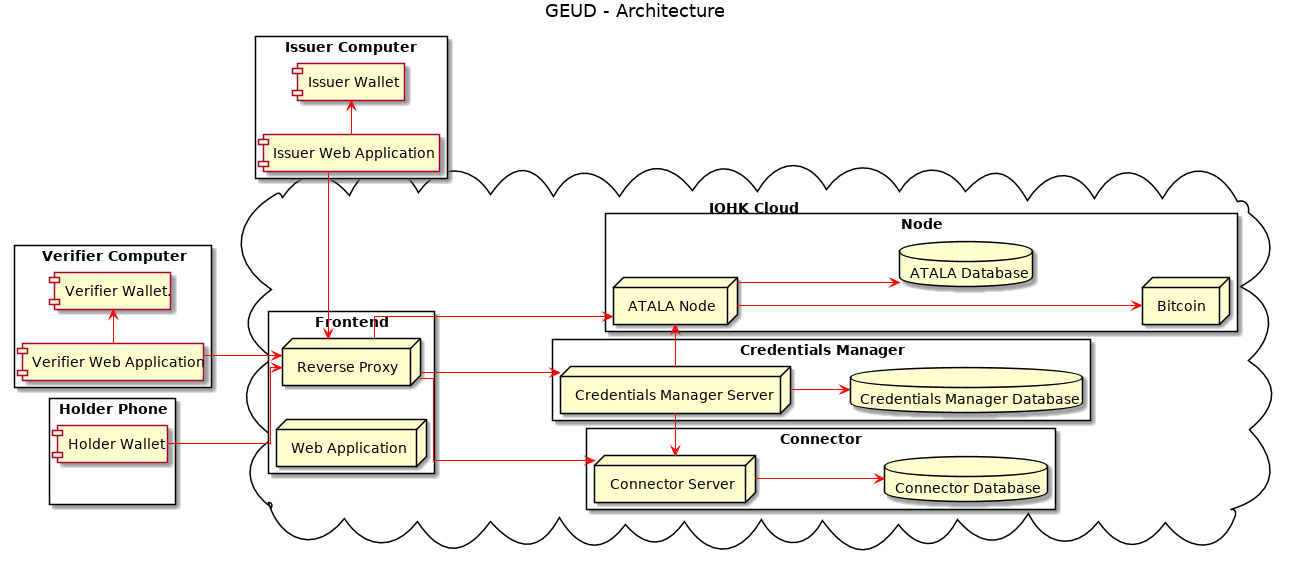 GEUD - Architecture
Issuer Computer
Issuer Wallet
Issuer Web Application
IOHK Cloud
Node
ATALA Database
ATALA Node
Bitcoin
Verifier Computer
Verifier Wallet.
Verifier Web Application
Frontend
Reverse Proxy
Web Application
Credentials Manager
Credentials Manager Server
Credentials Manager Database
Holder Phone
Holder Wallet
Connector
Connector Server
Connector Database